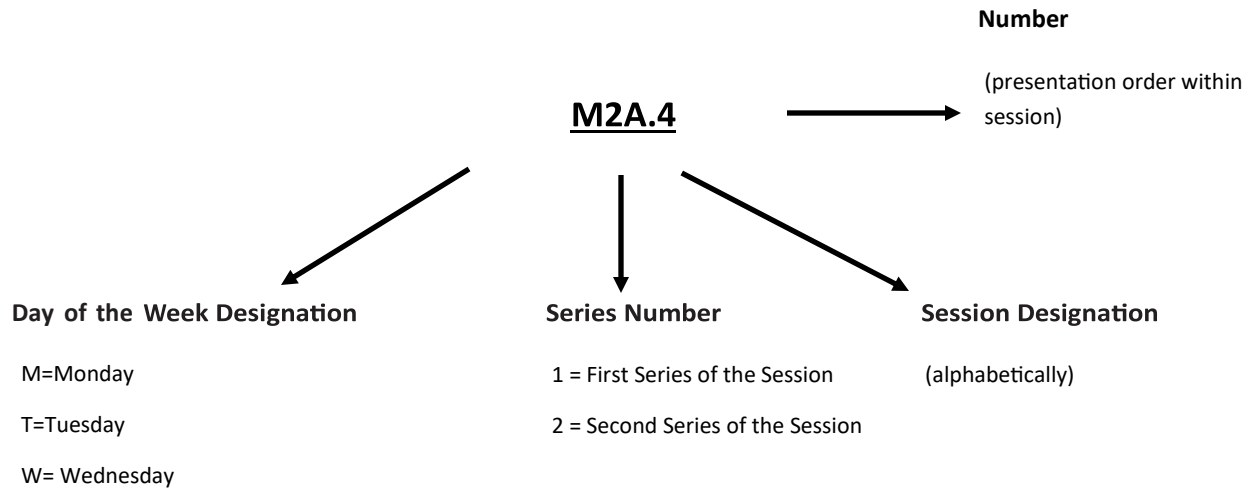 Number
(presentation order within
session)
M2A.4
Day of the Week Designation
M=Monday
T=Tuesday
W= Wednesday
Series Number
1 = First Series of the Session
2 = Second Series of the Session
Session Designation
(alphabetically)